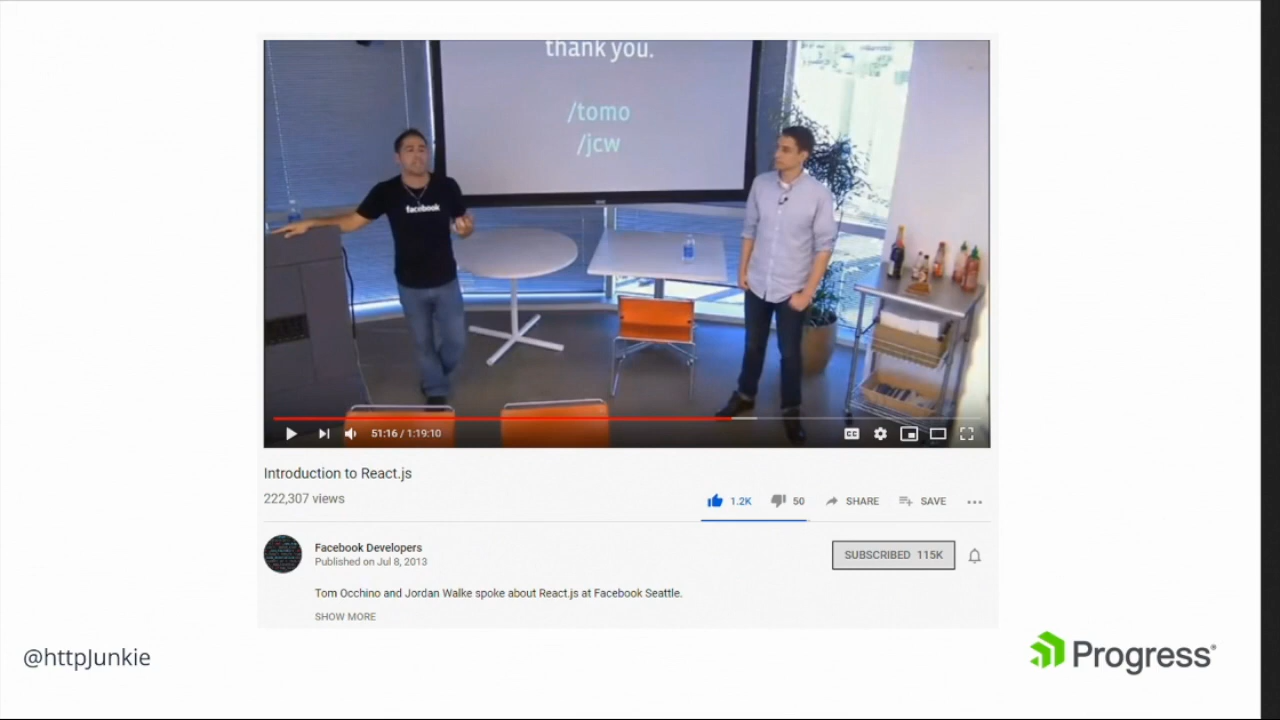 thank you.
/tomo
/jcw
facebook
51:16 / 1:19:10
CC
Introduction to React.js
222,307 views
1.2K 50 SHARE SAVE
Facebook Developers
Published on Jul 8, 2013
SUBSCRIBED 115K
Tom Occhino and Jordan Walke spoke about React.js at Facebook Seattle.
SHOW MORE
@httpJunkie
Progress®